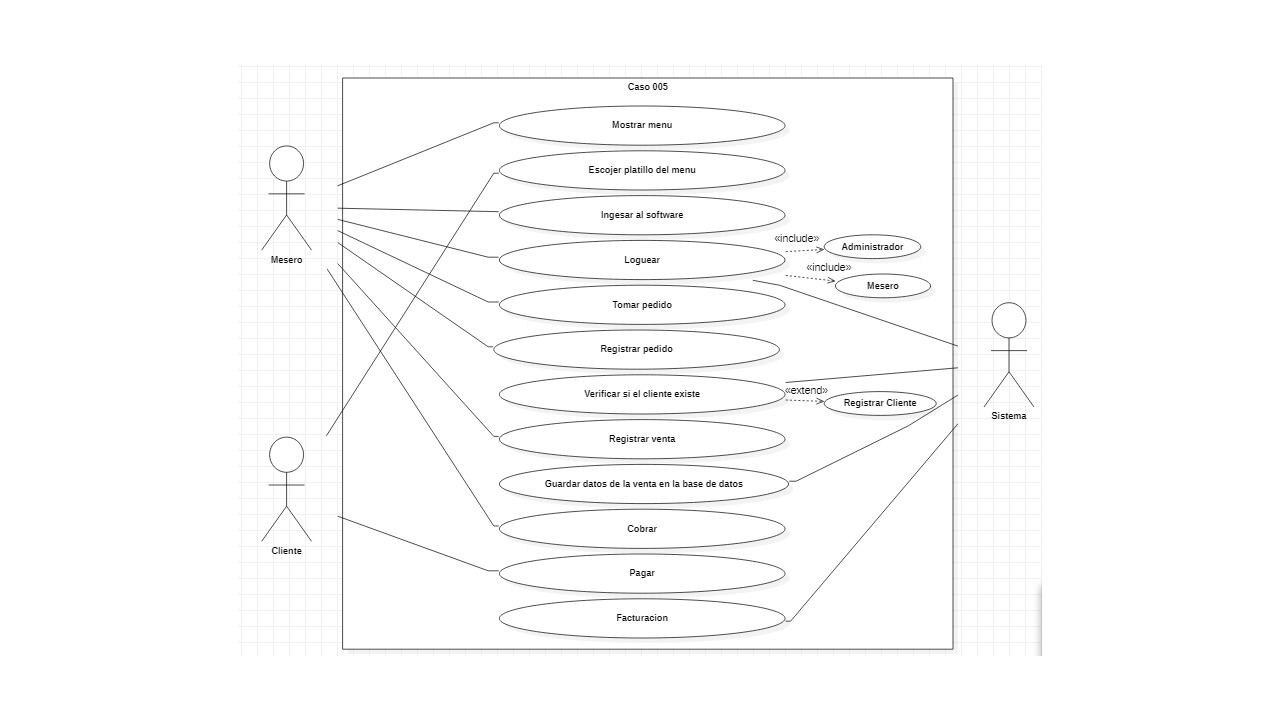 Caso 005
Mostrar menu
Escojer platillo del menu
Ingesar al software
«include»
Administrador
Loguear
Mesero
«include»
Mesero
Tomar pedido
Registrar pedido
Verificar si el cliente existe
«extend»
Registrar Cliente
Sistema
Registrar venta
Guardar datos de la venta en la base de datos
Cobrar
Cliente
Pagar
Facturacion